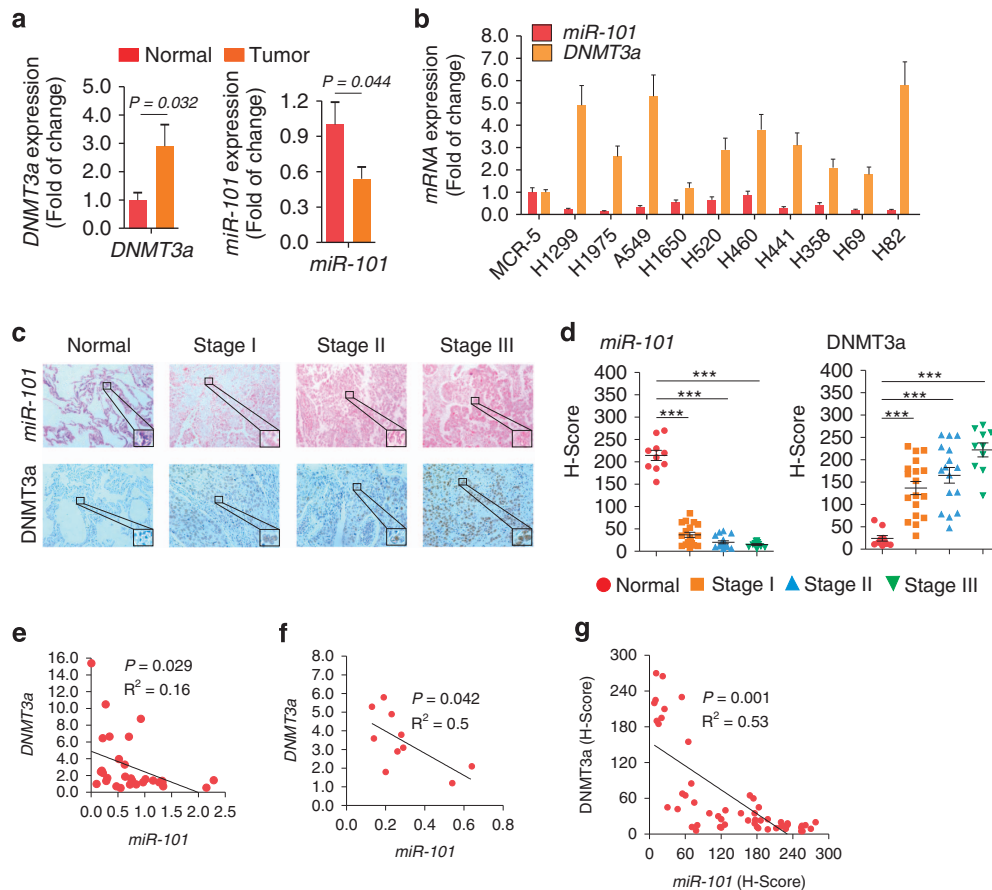 a
Normal
Tumor
DNMT3a expression
(Fold of change)
5.0
4.0
3.0
2.0
1.0
0.0
P = 0.032
DNMT3a
miR-101 expression
(Fold of change)
1.2
0.9
0.6
0.3
0.0
P = 0.044
miR-101
b
miR-101
DNMT3a
mRNA expression
(Fold of change)
8.0
7.0
6.0
5.0
4.0
3.0
2.0
1.0
0.0
MCR-5
H1299
H1975
A549
H1650
H520
H460
H441
H358
H69
H82
c
Normal
Stage I
Stage II
Stage III
miR-101
DNMT3a
d
miR-101
H-Score
400
350
300
250
200
150
100
50
0
***
***
***
DNMT3a
H-Score
400
350
300
250
200
150
100
50
0
***
***
***
Normal
Stage I
Stage II
Stage III
e
DNMT3a
16.0
14.0
12.0
10.0
8.0
6.0
4.0
2.0
0.0
P = 0.029
R² = 0.16
0.0
0.5
1.0
1.5
2.0
2.5
miR-101
f
DNMT3a
8.0
6.0
5.0
4.0
3.0
2.0
0.0
P = 0.042
R² = 0.5
0.0
0.2
0.4
0.6
0.8
miR-101
g
DNMT3a (H-Score)
300
240
180
120
60
0
P = 0.001
R² = 0.53
0
60
120
180
240
300
miR-101 (H-Score)